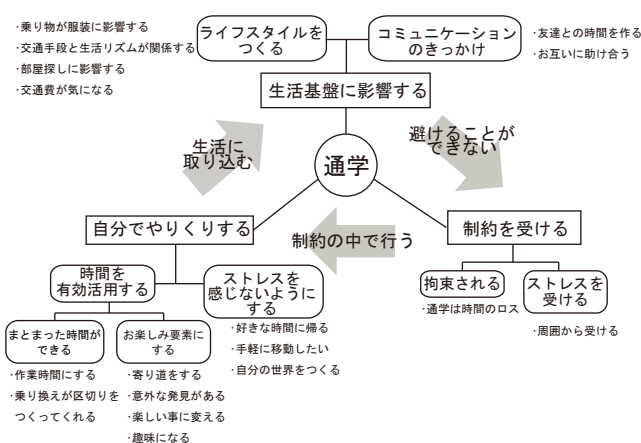 ・乗り物が服装に影響する
・交通手段と生活リズムが関係する
・部屋探しに影響する
・交通費が気になる
ライフスタイルを
つくる
コミュニケーション
のきっかけ
・友達との時間を作る
・お互いに助け合う
生活基盤に影響する
生活に
取り込む
避けることが
できない
通学
自分でやりくりする
制約の中で行う
制約を受ける
時間を
有効活用する
ストレスを
感じないように
する
拘束される
ストレスを
受ける
・通学は時間のロス
・周囲から受ける
まとまった時間が
できる
お楽しみ要素に
する
・好きな時間に帰る
・手軽に移動したい
・自分の世界をつくる
・作業時間にする
・乗り換えが区切りを
つくってくれる
・寄り道をする
・意外な発見がある
・楽しい事に変える
・趣味になる